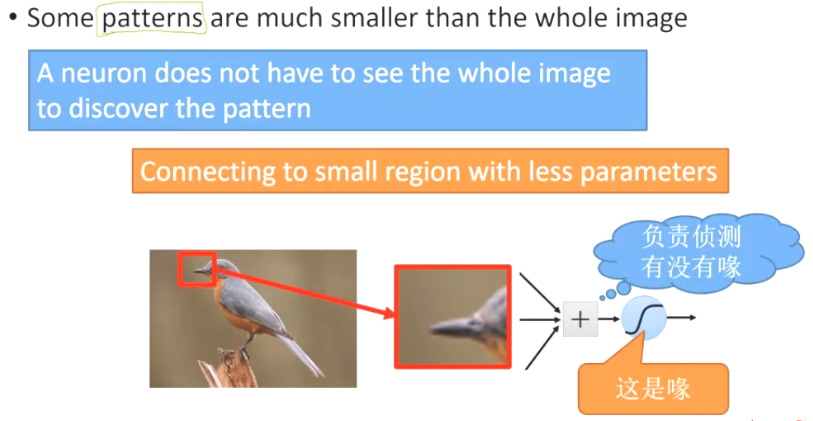 • Some patterns are much smaller than the whole image
A neuron does not have to see the whole image
to discover the pattern
Connecting to small region with less parameters
负责侦测
有没有喙
+
这是喙